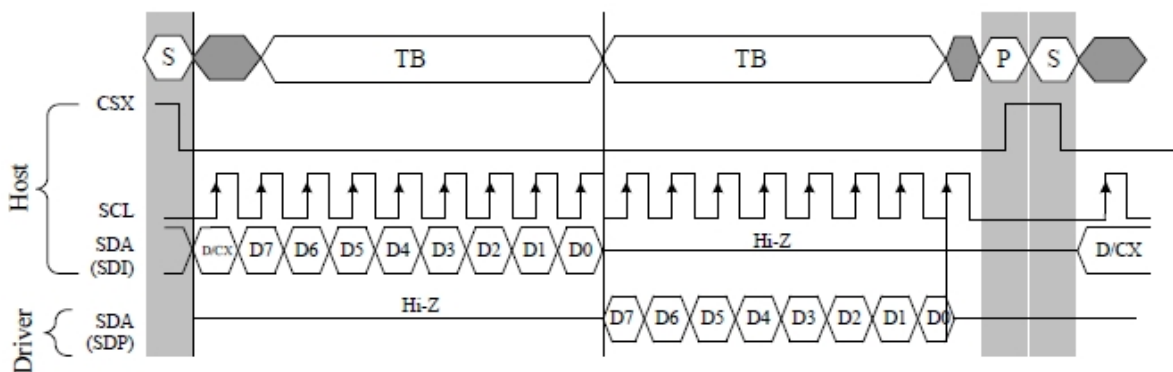 S TB TB P S
Host
CSX
SCL
SDA
(SDI)
D/CX D7 D6 D5 D4 D3 D2 D1 D0 Hi-Z D/CX
Driver
SDA
(SDP)
Hi-Z D7 D6 D5 D4 D3 D2 D1 D0